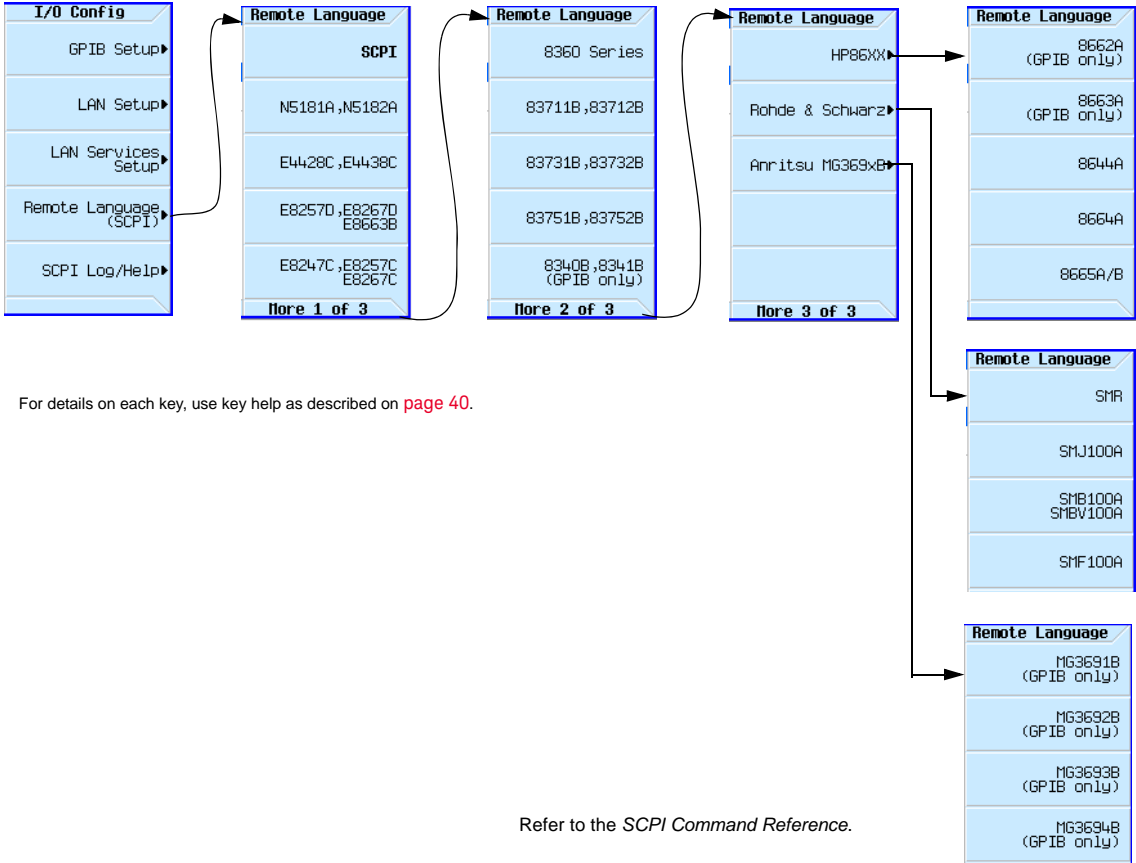 I/O Config
GPIB Setup
LAN Setup
LAN Services
Setup
Remote Language
(SCPI)
SCPI Log/Help
Remote Language
SCPI
N5181A,N5182A
E4428C,E4438C
E8257D,E8267D
E8663B
E8247C,E8257C
E8267C
More 1 of 3
Remote Language
8360 Series
83711B,83712B
83731B,83732B
83751B,83752B
8340B,8341B
(GPIB only)
More 2 of 3
Remote Language
HP86XX
Rohde & Schwarz
Anritsu MG369xB
More 3 of 3
Remote Language
8662A
(GPIB only)
8663A
(GPIB only)
8644A
8664A
8665A/B
Remote Language
SMR
SMJ100A
SMB100A
SMBV100A
SMF100A
Remote Language
MG3691B
(GPIB only)
MG3692B
(GPIB only)
MG3693B
(GPIB only)
MG3694B
(GPIB only)
For details on each key, use key help as described on page 40.
Refer to the SCPI Command Reference.